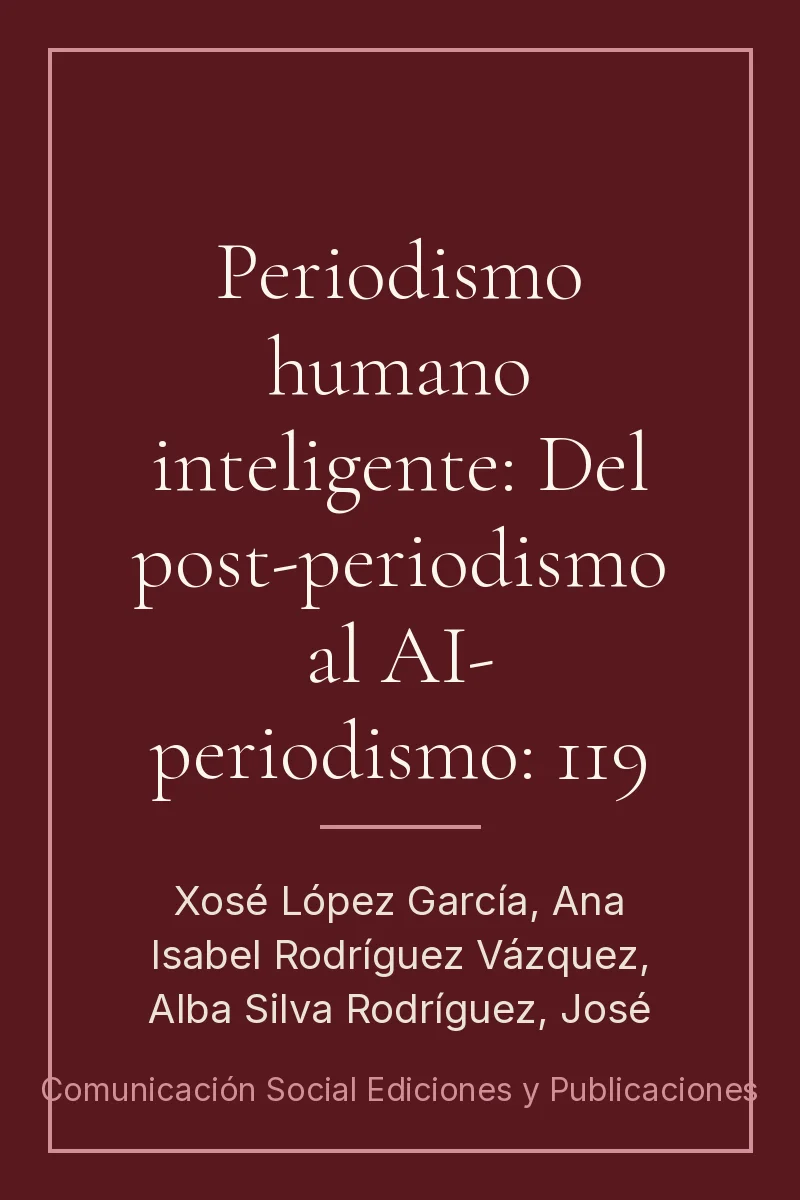 Periodismo
humano
inteligente: Del
post-periodismo
al AI-
periodismo: 119
Xosé López García, Ana
Isabel Rodríguez Vázquez,
Alba Silva Rodríguez, José
Comunicación Social Ediciones y Publicaciones